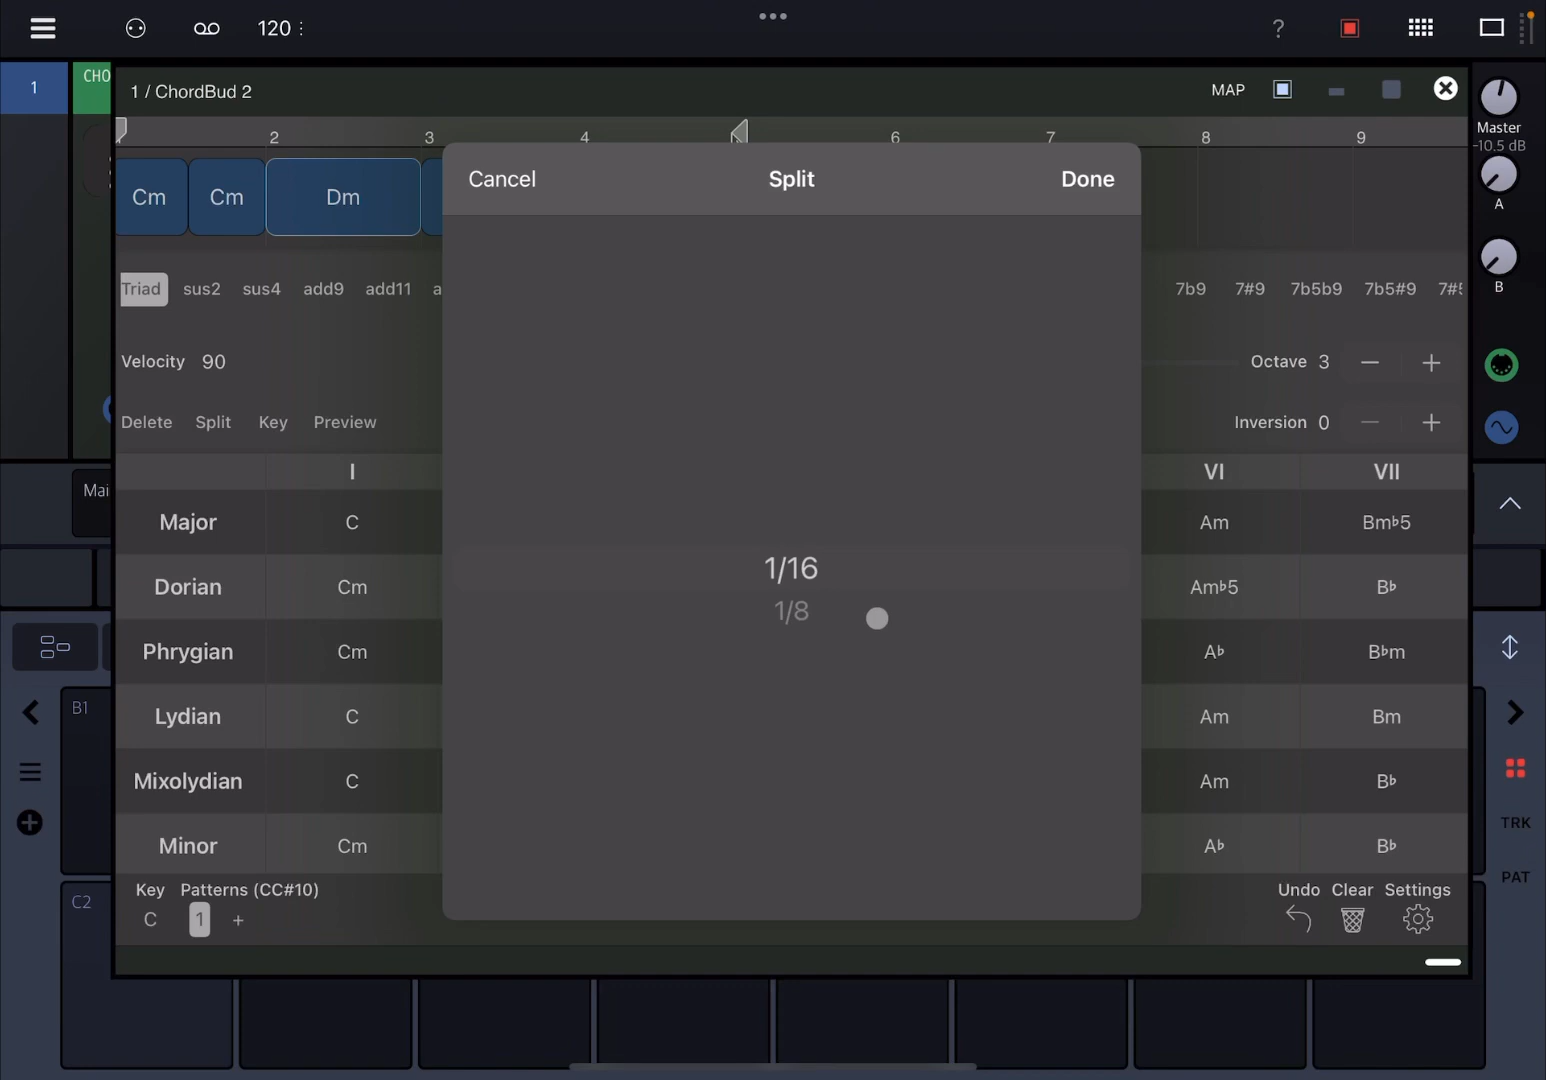 120
?
1
CHO
1 / ChordBud 2
MAP
2 3 4 6 7 8 9
Master
-10.5 dB
A
B
Cm Cm Dm
Cancel Split Done
Triad sus2 sus4 add9 add11 a
7b9 7#9 7b5b9 7b5#9 7#5
Velocity 90
Octave 3 − +
Delete Split Key Preview
Inversion 0 − +
I VI VII
Mai
Major C Am Bm♭5
1/16
1/8
Dorian Cm Am♭5 B♭
Phrygian Cm A♭ B♭m
Lydian C Am Bm
Mixolydian C Am B♭
Minor Cm A♭ B♭
B1
TRK
PAT
Key Patterns (CC#10)
C 1 +
Undo Clear Settings
C2